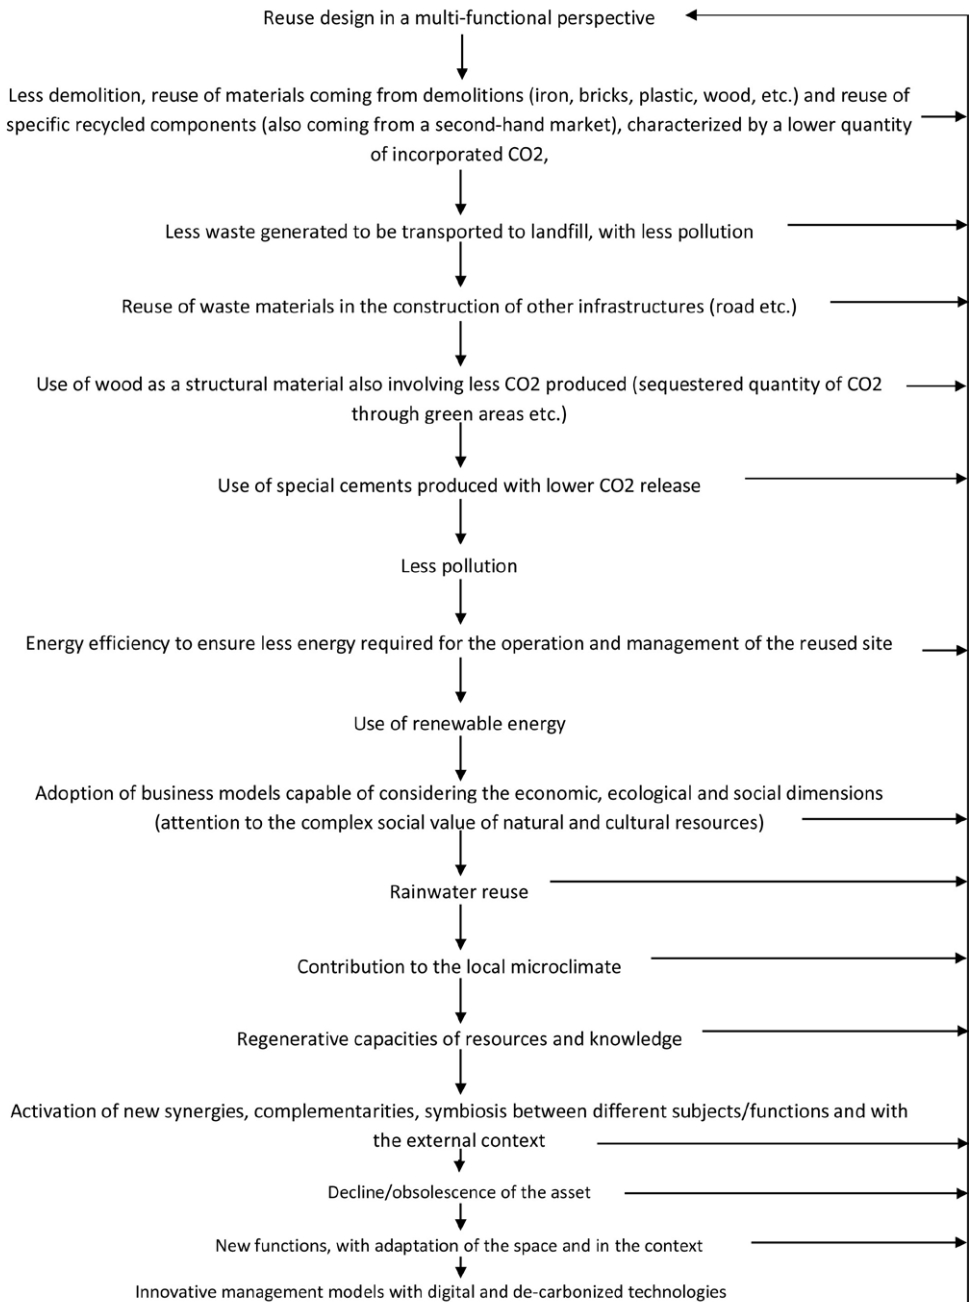 Reuse design in a multi-functional perspective
Less demolition, reuse of materials coming from demolitions (iron, bricks, plastic, wood, etc.) and reuse of
specific recycled components (also coming from a second-hand market), characterized by a lower quantity
of incorporated CO2,
Less waste generated to be transported to landfill, with less pollution
Reuse of waste materials in the construction of other infrastructures (road etc.)
Use of wood as a structural material also involving less CO2 produced (sequestered quantity of CO2
through green areas etc.)
Use of special cements produced with lower CO2 release
Less pollution
Energy efficiency to ensure less energy required for the operation and management of the reused site
Use of renewable energy
Adoption of business models capable of considering the economic, ecological and social dimensions
(attention to the complex social value of natural and cultural resources)
Rainwater reuse
Contribution to the local microclimate
Regenerative capacities of resources and knowledge
Activation of new synergies, complementarities, symbiosis between different subjects/functions and with
the external context
Decline/obsolescence of the asset
New functions, with adaptation of the space and in the context
Innovative management models with digital and de-carbonized technologies